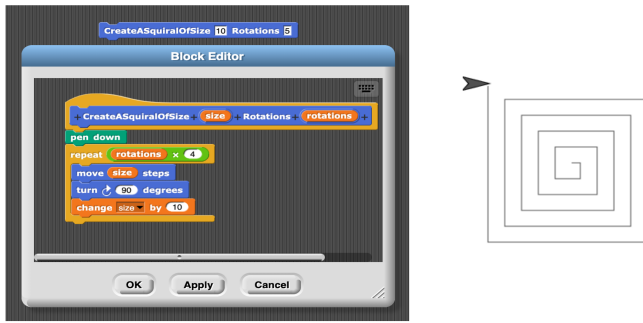 CreateASquiralOfSize 10 Rotations 5
Block Editor
+ CreateASquiralOfSize + size + Rotations + rotations +
pen down
repeat rotations × 4
move size steps
turn 90 degrees
change size by 10
OK Apply Cancel